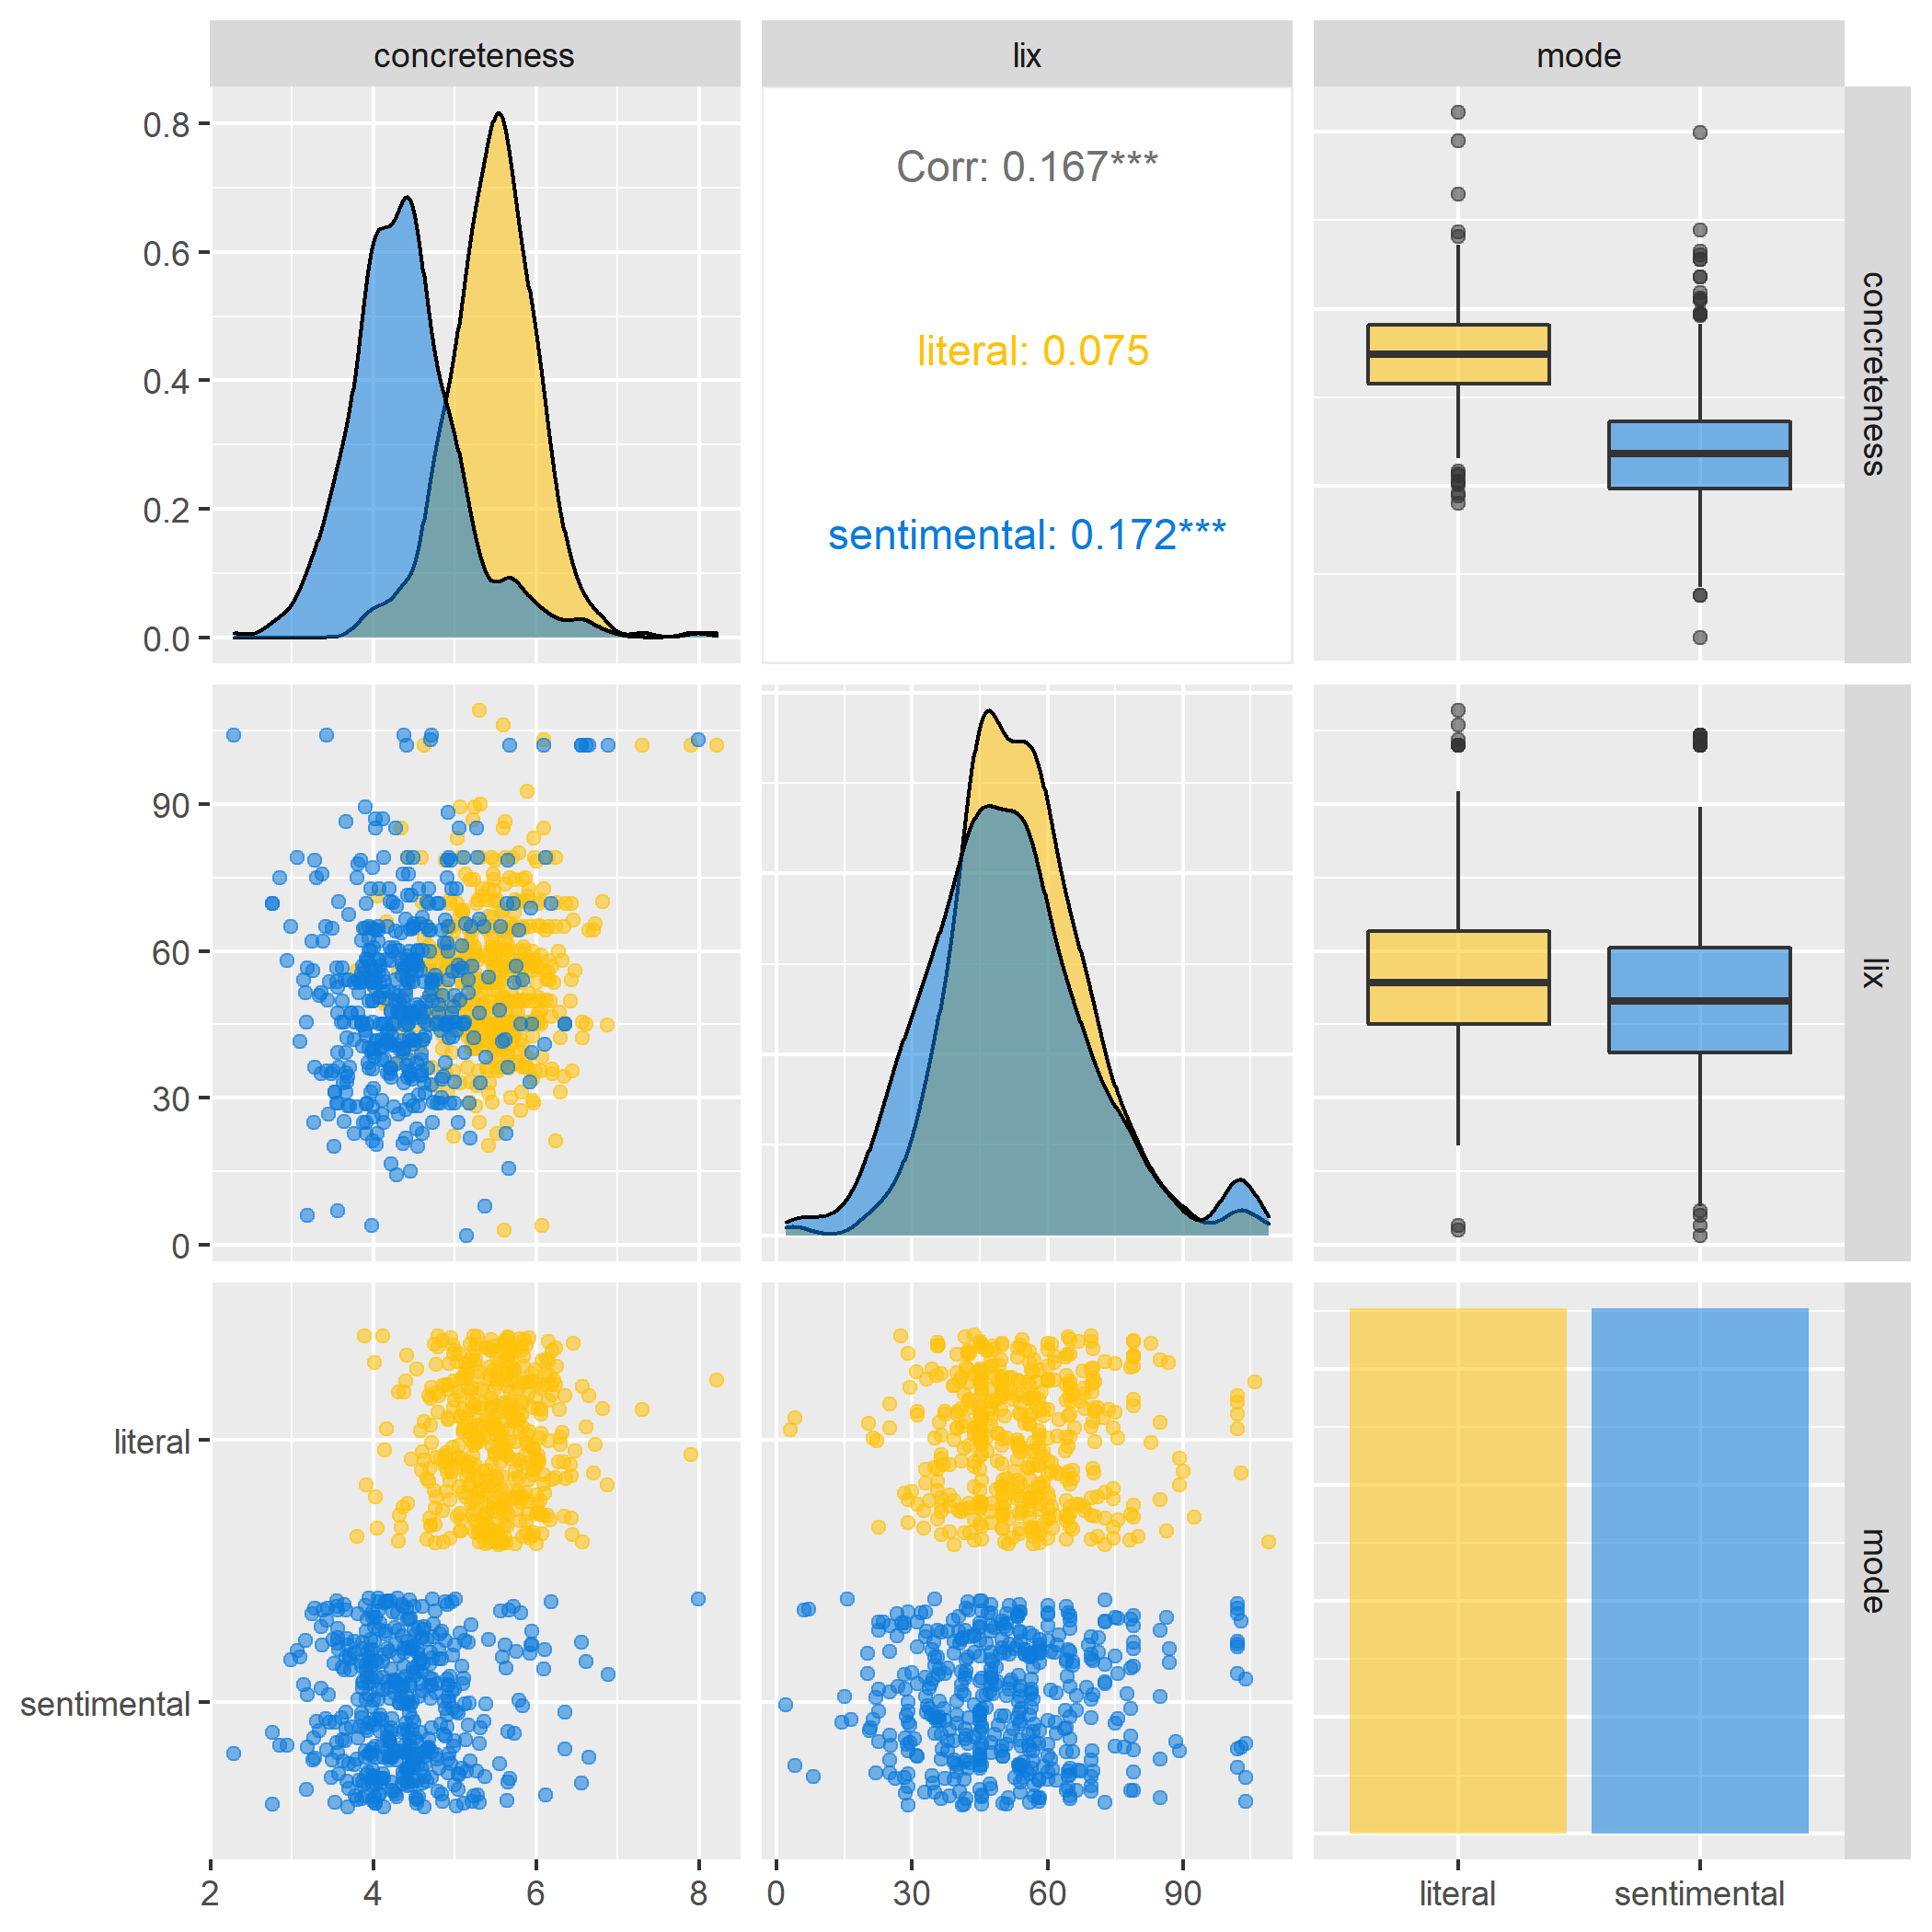 concreteness
lix
mode
0.8
0.6
0.4
0.2
0.0
Corr: 0.167***
literal: 0.075
sentimental: 0.172***
concreteness
90
60
30
0
lix
literal
sentimental
mode
2 4 6 8
0 30 60 90
literal sentimental